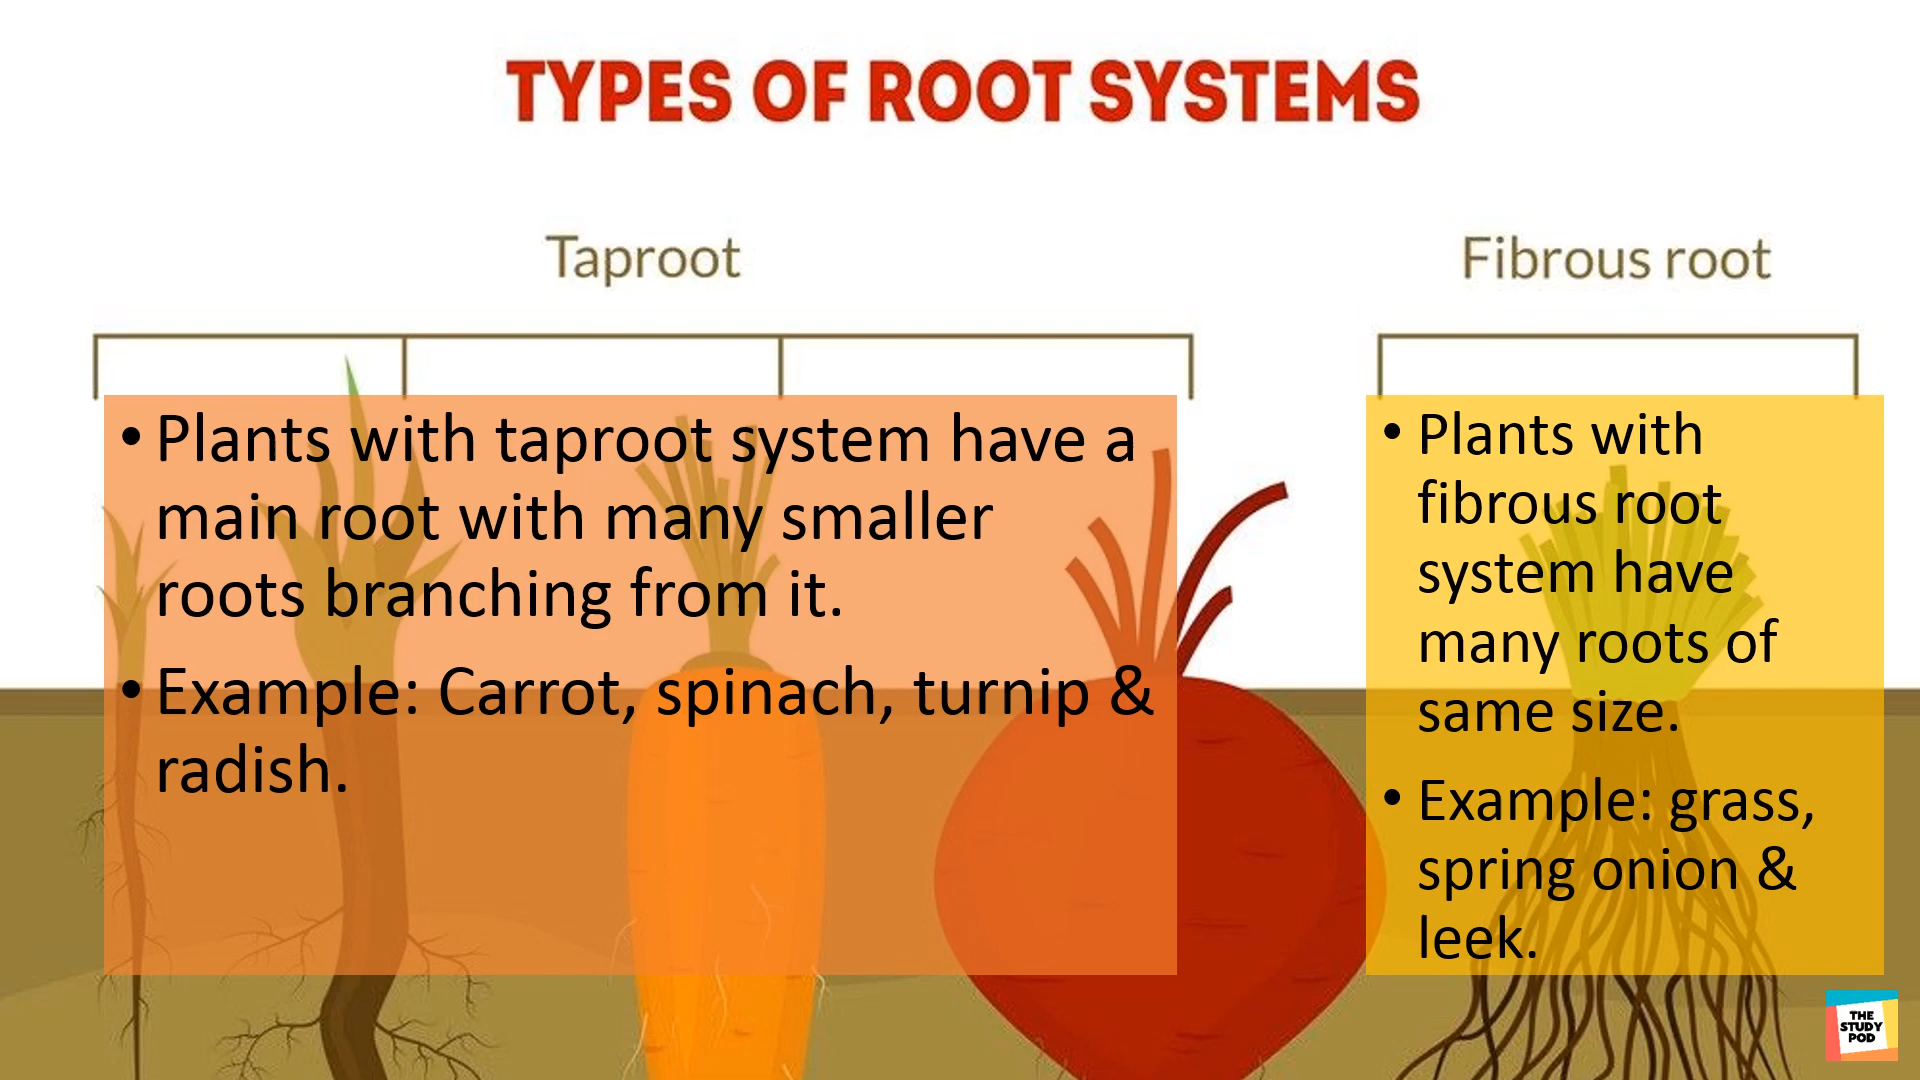 TYPES OF ROOT SYSTEMS
Taproot
Fibrous root
• Plants with taproot system have a
main root with many smaller
roots branching from it.
• Example: Carrot, spinach, turnip &
radish.
• Plants with
fibrous root
system have
many roots of
same size.
• Example: grass,
spring onion &
leek.
THE
STUDY
POD